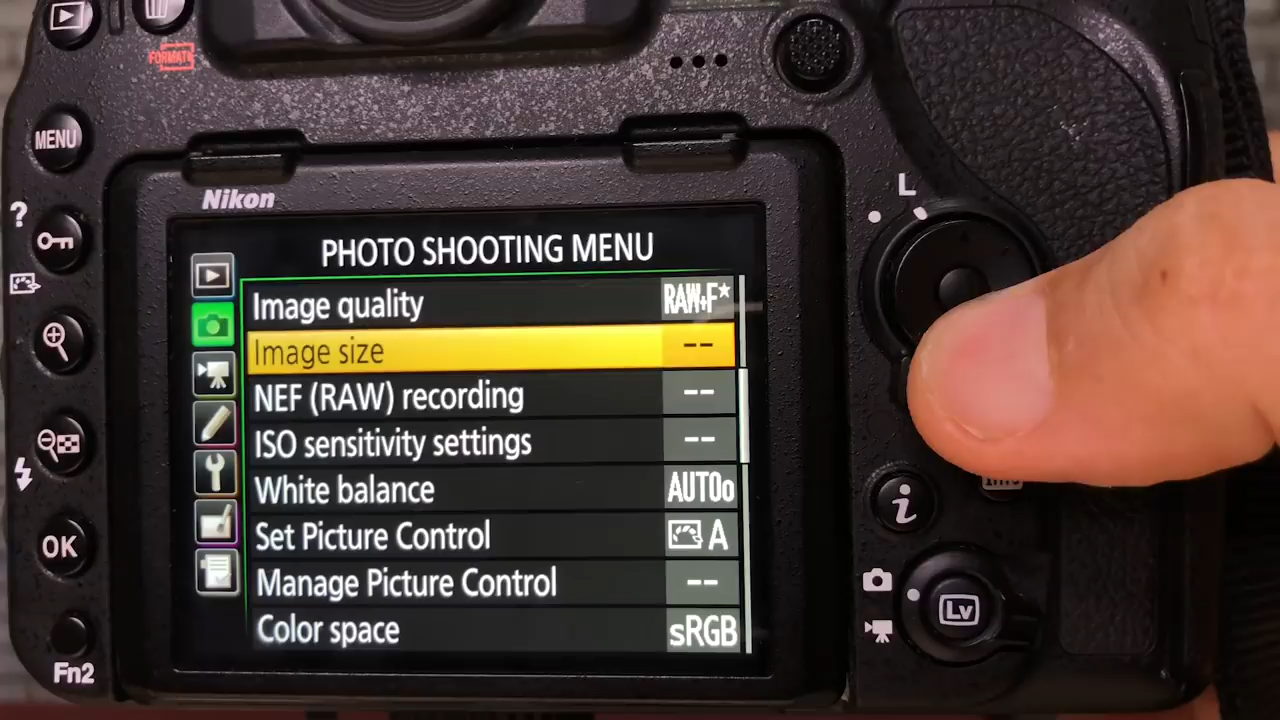 FORMAT
MENU
L
?
Nikon
PHOTO SHOOTING MENU
Image quality RAW+F★
Image size --
NEF (RAW) recording --
ISO sensitivity settings --
White balance AUTO0
Set Picture Control A
Manage Picture Control --
Color space sRGB
OK
i
Lv
Fn2